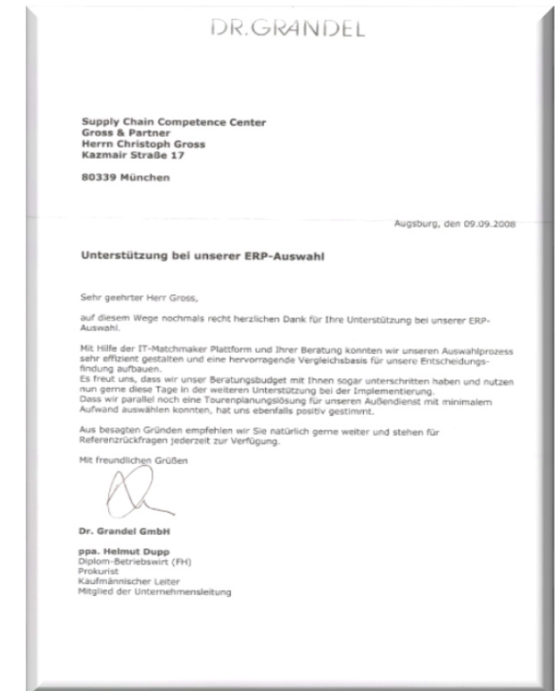 DR.GRANDEL
Supply Chain Competence Center
Gross & Partner
Herrn Christoph Gross
Kazmair Straße 17
80339 München
Augsburg, den 09.09.2008
Unterstützung bei unserer ERP-Auswahl
Sehr geehrter Herr Gross,
auf diesem Wege nochmals recht herzlichen Dank für Ihre Unterstützung bei unserer ERP-
Auswahl.
Mit Hilfe der IT-Matchmaker Plattform und Ihrer Beratung konnten wir unseren Auswahlprozess
sehr effizient gestalten und eine hervorragende Vergleichsbasis für unsere Entscheidungs-
findung aufbauen.
Es freut uns, dass wir unser Beratungsbudget mit Ihnen sogar unterschritten haben und nutzen
nun gerne diese Tage in der weiteren Unterstützung bei der Implementierung.
Dass wir parallel noch eine Tourenplanungslösung für unseren Außendienst mit minimalem
Aufwand auswählen konnten, hat uns ebenfalls positiv gestimmt.
Aus besagten Gründen empfehlen wir Sie natürlich gerne weiter und stehen für
Referenzrückfragen jederzeit zur Verfügung.
Mit freundlichen Grüßen
Dr. Grandel GmbH
ppa. Helmut Dupp
Diplom-Betriebswirt (FH)
Prokurist
Kaufmännischer Leiter
Mitglied der Unternehmensleitung